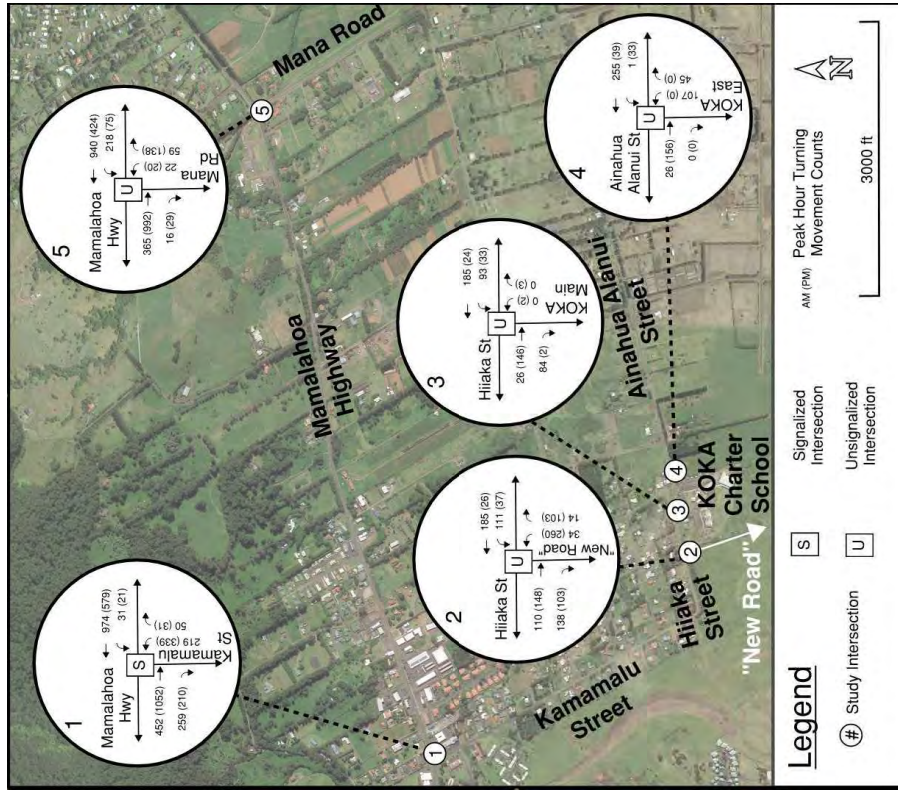 1
Mamalahoa
Hwy
974 (579)
31 (21)
S
452 (1052)
259 (210)
219 (339)
50 (31)
Kamamalu
St
2
Hiiaka St
185 (26)
111 (37)
U
110 (148)
138 (103)
34 (260)
14 (103)
"New Road"
3
Hiiaka St
185 (24)
93 (33)
U
26 (146)
84 (2)
0 (2)
0 (3)
KOKA
Main
4
Ainahua
Alanui St
255 (39)
1 (33)
U
26 (156)
0 (0)
107 (0)
45 (0)
KOKA
East
5
Mamalahoa
Hwy
940 (424)
218 (75)
U
365 (992)
16 (29)
22 (20)
59 (138)
Mana
Rd
Mana Road
5
Mamalahoa
Highway
1
Kamamalu
Street
Hiiaka
Street
2
3
4
Ainahua Alanui
Street
KOKA
Charter
School
"New Road"
Legend
# Study Intersection
S Signalized
Intersection
U Unsignalized
Intersection
AM (PM) Peak Hour Turning
Movement Counts
N
3000 ft